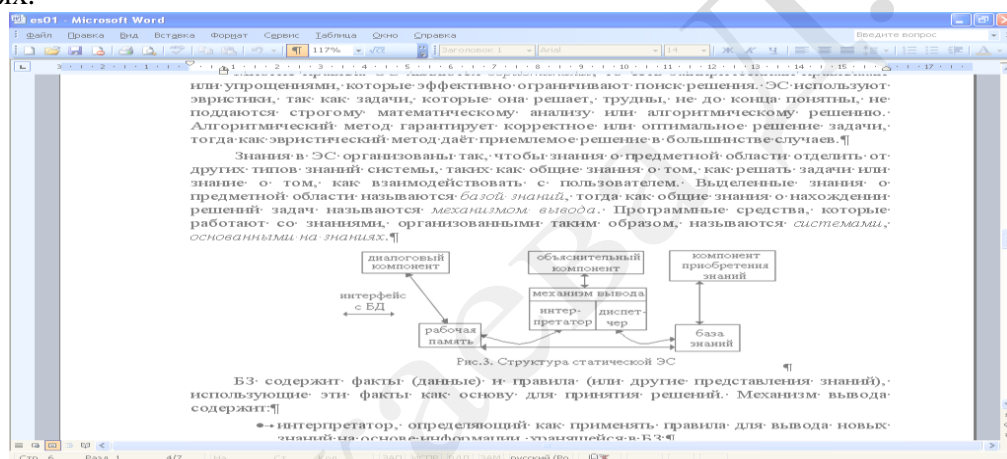 ых.
es01 - Microsoft Word
Файл Правка Вид Вставка Формат Сервис Таблица Окно Справка
Введите вопрос
117% Заголовок 1 Arial 14 Ж К Ч
или упрощениями, которые эффективно ограничивают поиск решения. ЭС используют
эвристики, так как задачи, которые она решает, трудны, не до конца понятны, не
поддаются строгому математическому анализу или алгоритмическому решению.
Алгоритмический метод гарантирует корректное или оптимальное решение задачи,
тогда как эвристический метод даёт приемлемое решение в большинстве случаев.¶
Знания в ЭС организованы так, чтобы знания о предметной области отделить от
других типов знаний системы, таких как общие знания о том, как решать задачи или
знание о том, как взаимодействовать с пользователем. Выделенные знания о
предметной области называются базой знаний, тогда как общие знания о нахождении
решений задач называются механизмом вывода. Программные средства, которые
работают со знаниями, организованными таким образом, называются системами,
основанными на знаниях.¶
диалоговый
компонент
объяснительный
компонент
компонент
приобретения
знаний
интерфейс
с БД
механизм вывода
интер-
претатор
диспет-
чер
рабочая
память
база
знаний
Рис.3. Структура статической ЭС
¶
БЗ содержит факты (данные) и правила (или другие представления знаний),
использующие эти факты как основу для принятия решений. Механизм вывода
содержит:¶
интерпретатор, определяющий как применять правила для вывода новых
знаний на основе информации, хранящейся в БЗ;¶
Стр. 6 Разд 1 4/7 русский (Ро